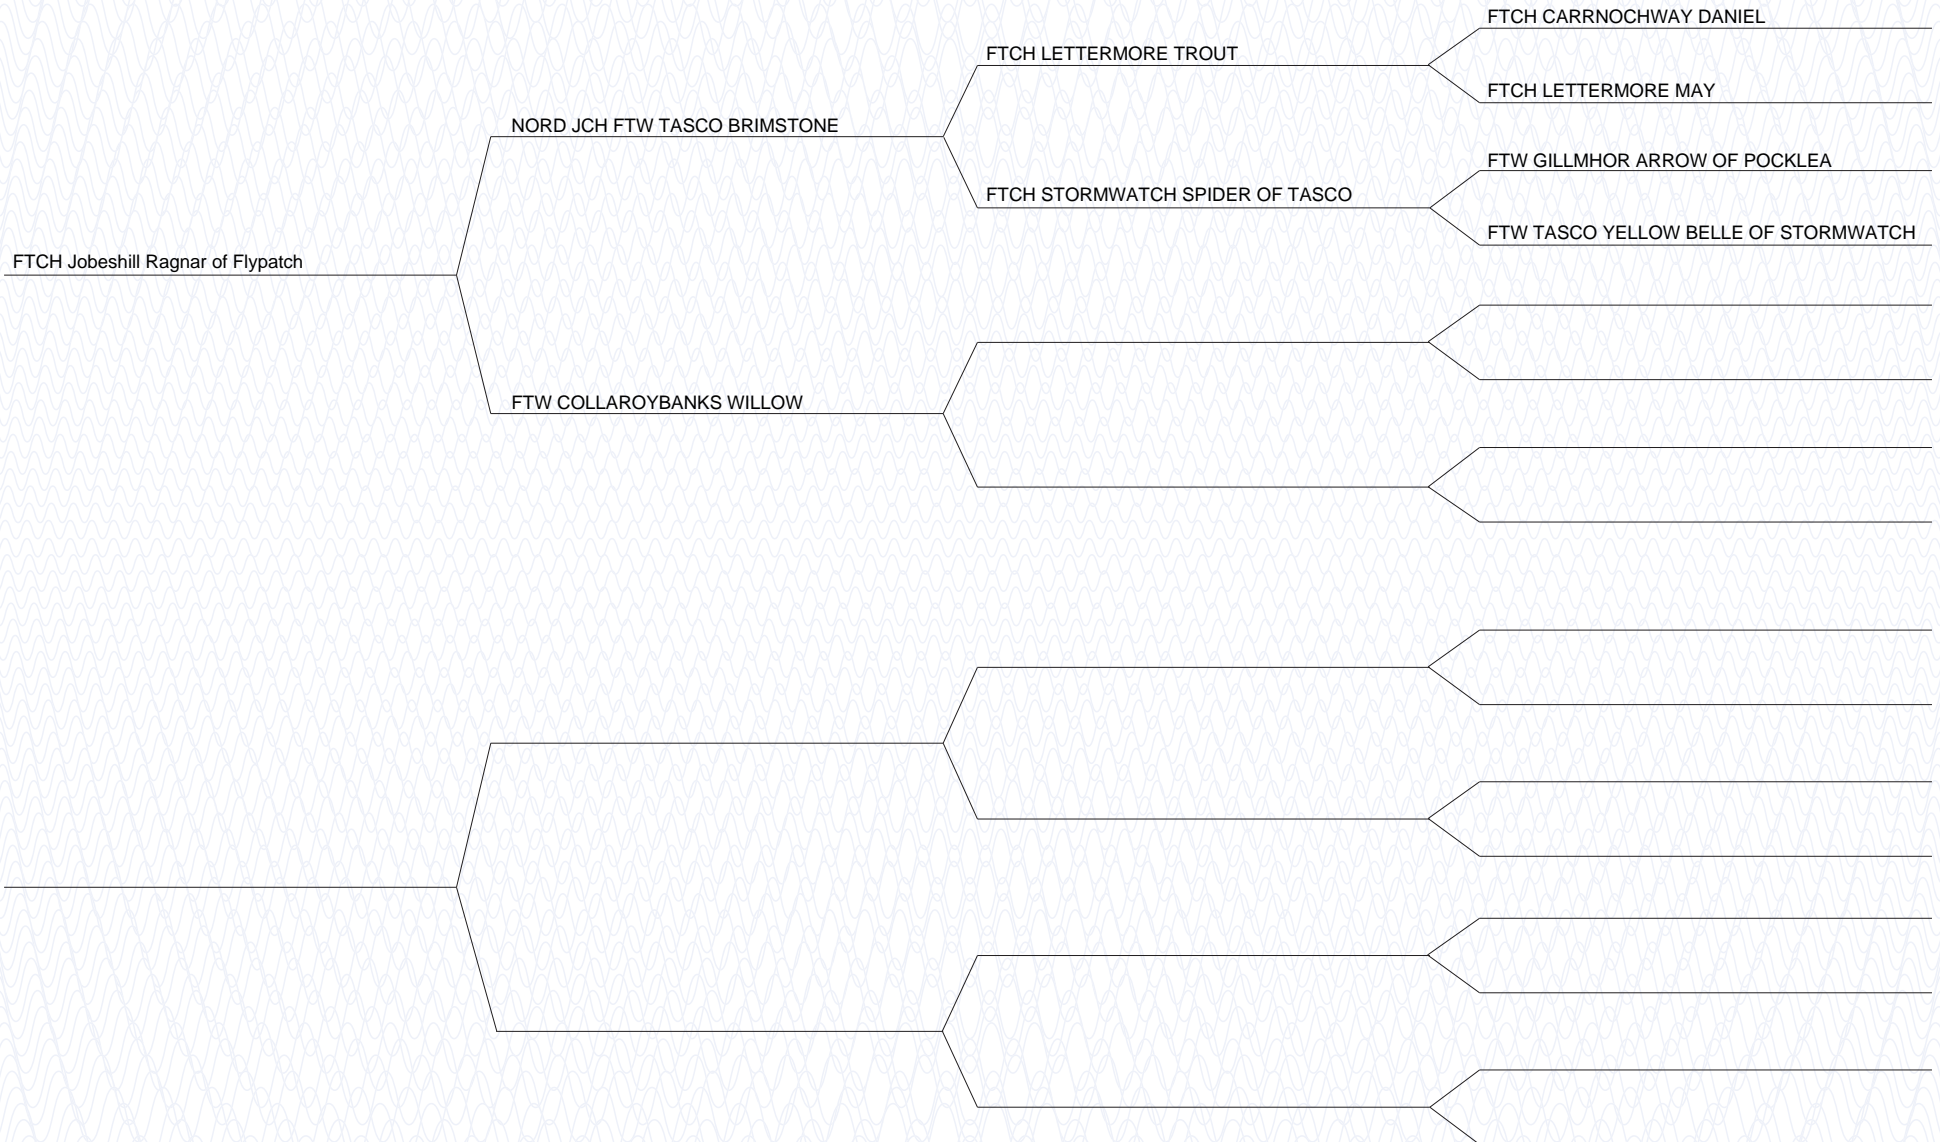 FTCH CARRNOCHWAY DANIEL
FTCH LETTERMORE TROUT
FTCH LETTERMORE MAY
NORD JCH FTW TASCO BRIMSTONE
FTW GILLMHOR ARROW OF POCKLEA
FTCH STORMWATCH SPIDER OF TASCO
FTW TASCO YELLOW BELLE OF STORMWATCH
FTCH Jobeshill Ragnar of Flypatch
FTW COLLAROYBANKS WILLOW